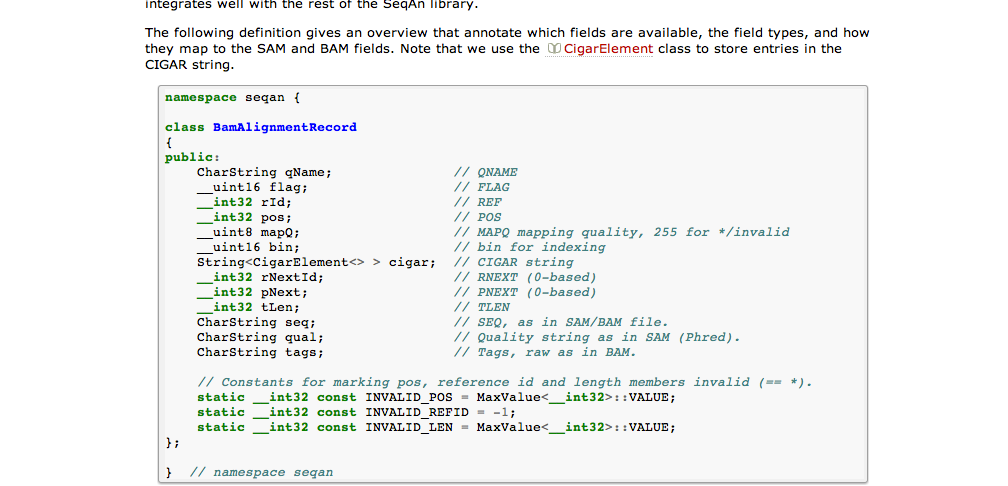 integrates well with the rest of the SeqAn library.
The following definition gives an overview that annotate which fields are available, the field types, and how
they map to the SAM and BAM fields. Note that we use the CigarElement class to store entries in the
CIGAR string.
namespace seqan {
class BamAlignmentRecord
{
public:
    CharString qName;               // QNAME
    __uint16 flag;                  // FLAG
    __int32 rId;                    // REF
    __int32 pos;                    // POS
    __uint8 mapQ;                   // MAPQ mapping quality, 255 for */invalid
    __uint16 bin;                   // bin for indexing
    String<CigarElement<> > cigar;  // CIGAR string
    __int32 rNextId;                // RNEXT (0-based)
    __int32 pNext;                  // PNEXT (0-based)
    __int32 tLen;                   // TLEN
    CharString seq;                 // SEQ, as in SAM/BAM file.
    CharString qual;                // Quality string as in SAM (Phred).
    CharString tags;                // Tags, raw as in BAM.
    // Constants for marking pos, reference id and length members invalid (== *).
    static __int32 const INVALID_POS = MaxValue<__int32>::VALUE;
    static __int32 const INVALID_REFID = -1;
    static __int32 const INVALID_LEN = MaxValue<__int32>::VALUE;
};
}  // namespace seqan